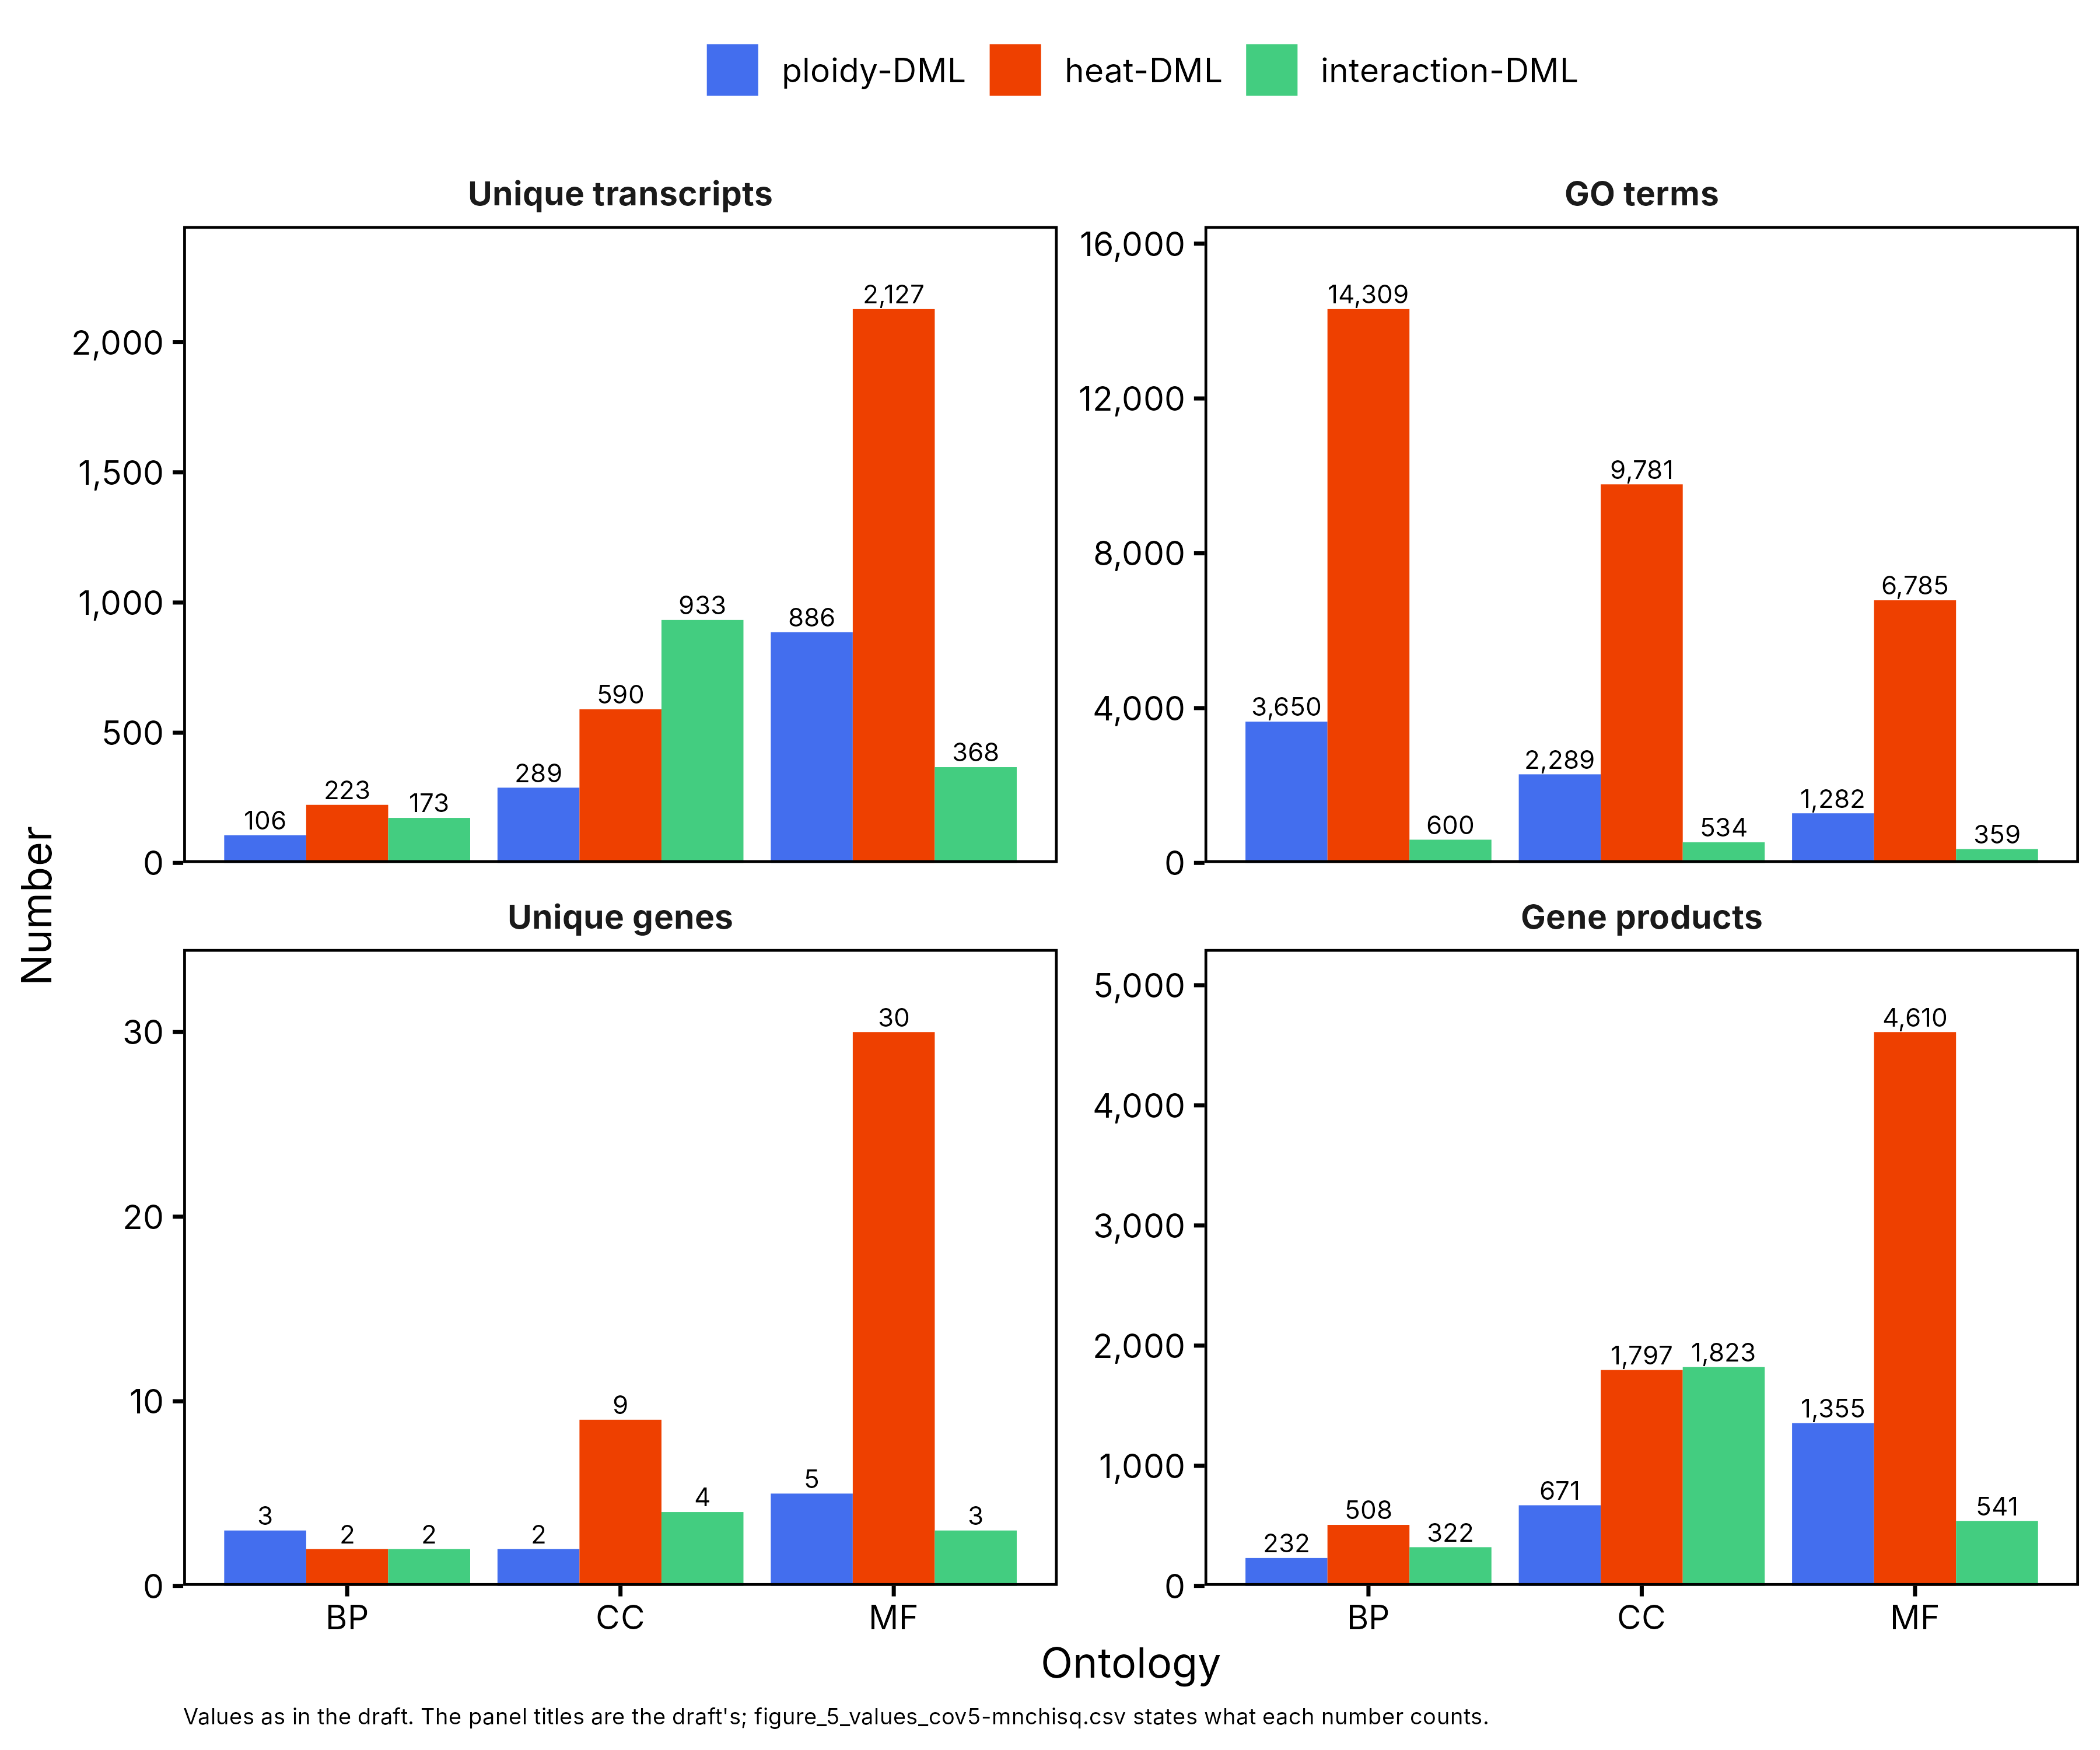 ploidy-DML heat-DML interaction-DML
Unique transcripts
2,000
1,500
1,000
500
0
106 223 173
289 590 933
886 2,127 368
GO terms
16,000
12,000
8,000
4,000
0
3,650 14,309 600
2,289 9,781 534
1,282 6,785 359
Number
Unique genes
30
20
10
0
3 2 2
2 9 4
5 30 3
BP CC MF
Gene products
5,000
4,000
3,000
2,000
1,000
0
232 508 322
671 1,797 1,823
1,355 4,610 541
BP CC MF
Ontology
Values as in the draft. The panel titles are the draft's; figure_5_values_cov5-mnchisq.csv states what each number counts.